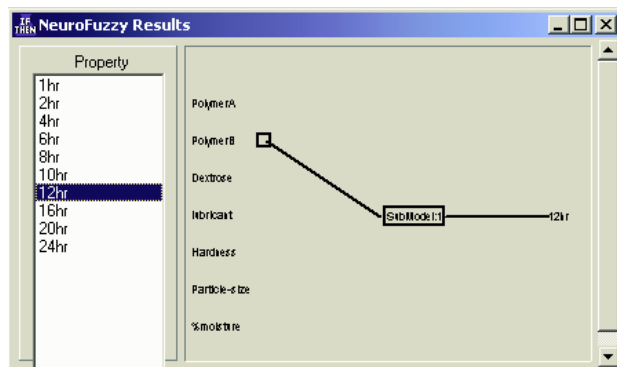 IF THEN NeuroFuzzy Results
Property
1hr
2hr
4hr
6hr
8hr
10hr
12hr
16hr
20hr
24hr
PolymerA
PolymerB
Dextrose
lubricant
Hardness
Particle-size
%moisture
SubModel:1
12hr